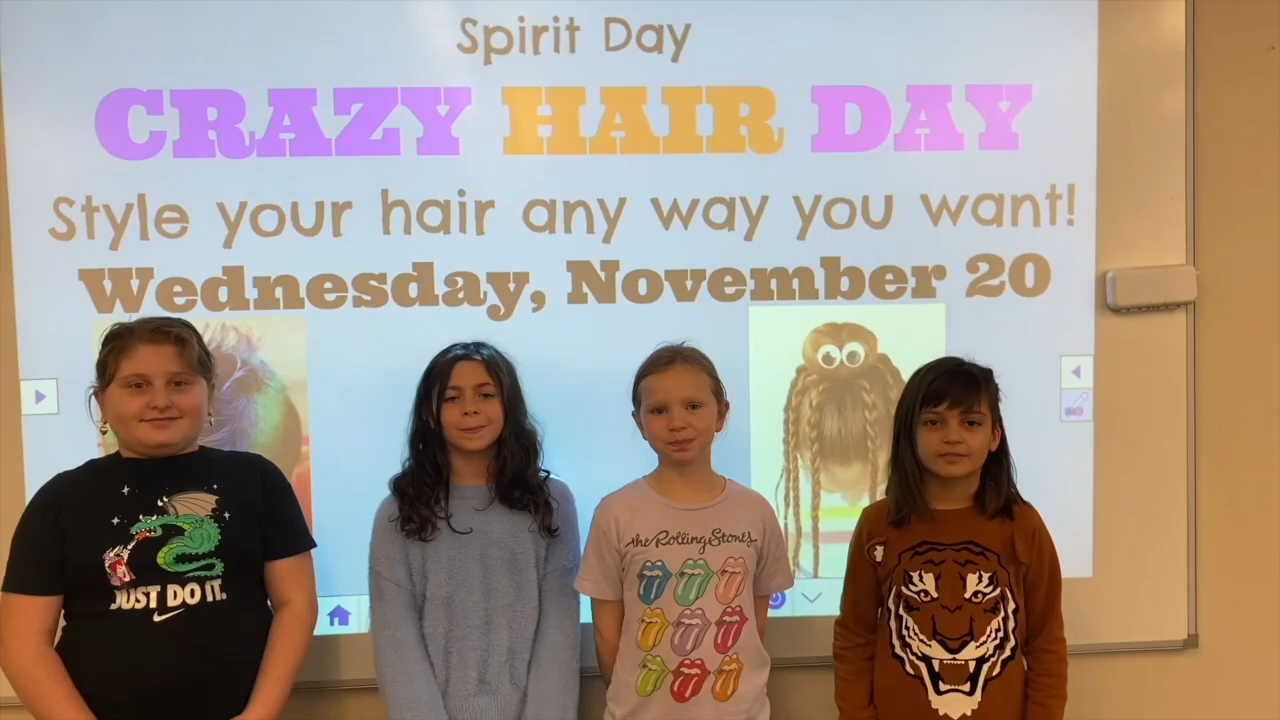 Spirit Day
CRAZY HAIR DAY
Style your hair any way you want!
Wednesday, November 20
JUST DO IT.
the Rolling Stones